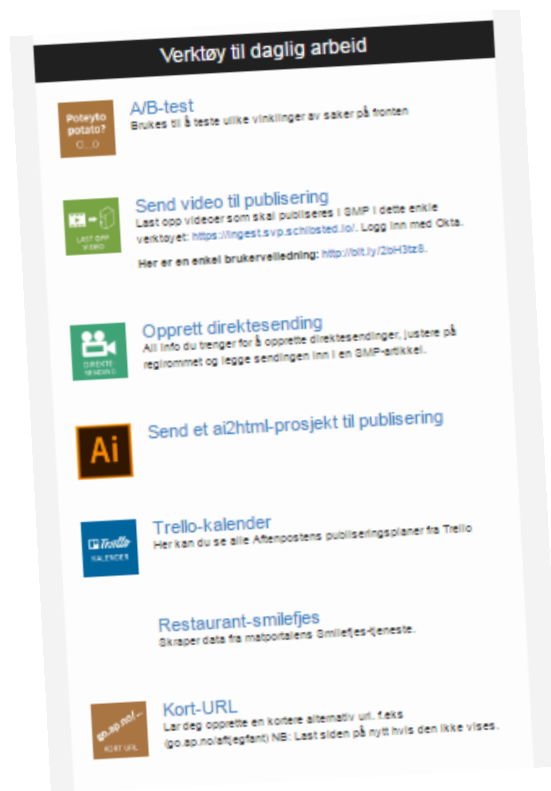 Verktøy til daglig arbeid
Poteyto
potato?
O...O
A/B-test
Brukes til å teste ulike vinklinger av saker på fronten
LAST OPP
VIDEO
Send video til publisering
Last opp videoer som skal publiseres i SMP i dette enkle
verktøyet: https://ingest.svp.schibsted.io/. Logg inn med Okta.
Her er en enkel brukerveiledning: http://bit.ly/2bH3tz8.
DIREKTE-
SENDING
Opprett direktesending
All info du trenger for å opprette direktesendinger, justere på
regirommet og legge sendingen inn i en SMP-artikkel.
Ai
Send et ai2html-prosjekt til publisering
Trello
KALENDER
Trello-kalender
Her kan du se alle Aftenpostens publiseringsplaner fra Trello
Restaurant-smilefjes
Skraper data fra matportalens Smilefjes-tjeneste.
go.ap.no/--
KORT URL
Kort-URL
Lar deg opprette en kortere alternativ url. f.eks
(go.ap.no/aftjegfant) NB: Last siden på nytt hvis den ikke vises.